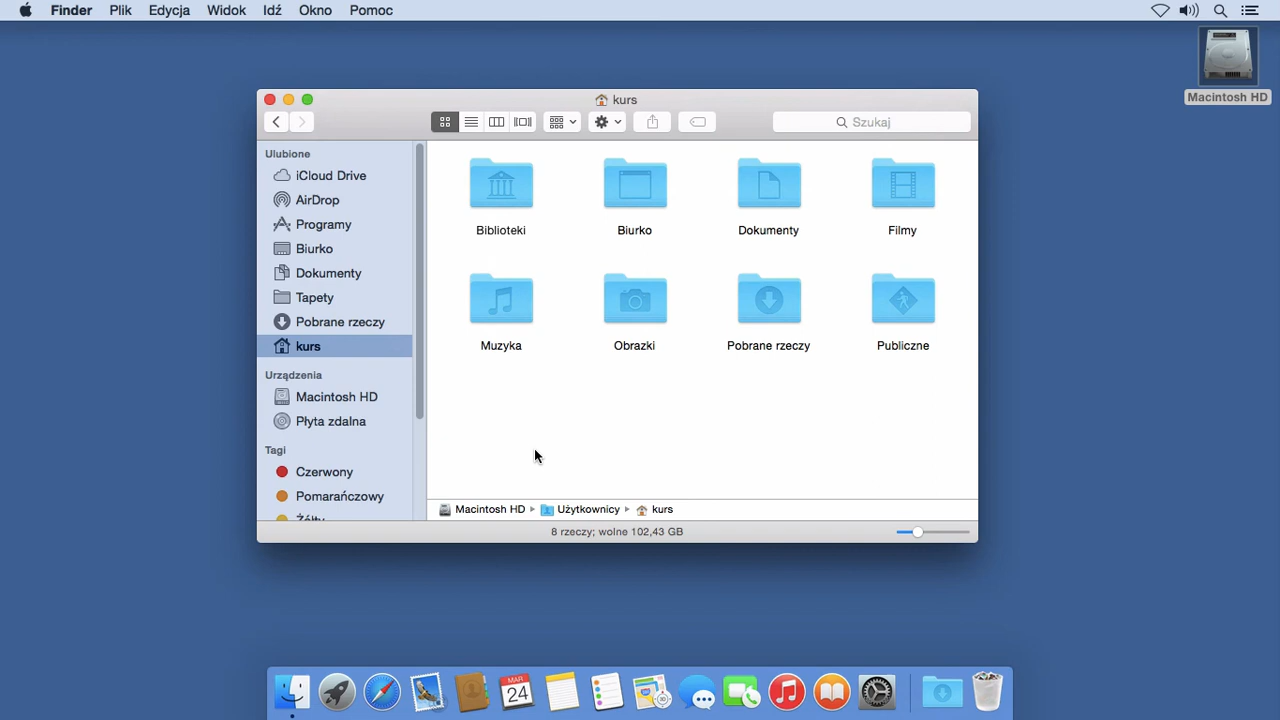 Finder Plik Edycja Widok Idź Okno Pomoc
Macintosh HD
kurs
Szukaj
Ulubione
iCloud Drive
AirDrop
Programy
Biurko
Dokumenty
Tapety
Pobrane rzeczy
kurs
Urządzenia
Macintosh HD
Płyta zdalna
Tagi
Czerwony
Pomarańczowy
Żółty
Biblioteki Biurko Dokumenty Filmy
Muzyka Obrazki Pobrane rzeczy Publiczne
Macintosh HD Użytkownicy kurs
8 rzeczy; wolne 102,43 GB
MAR
24